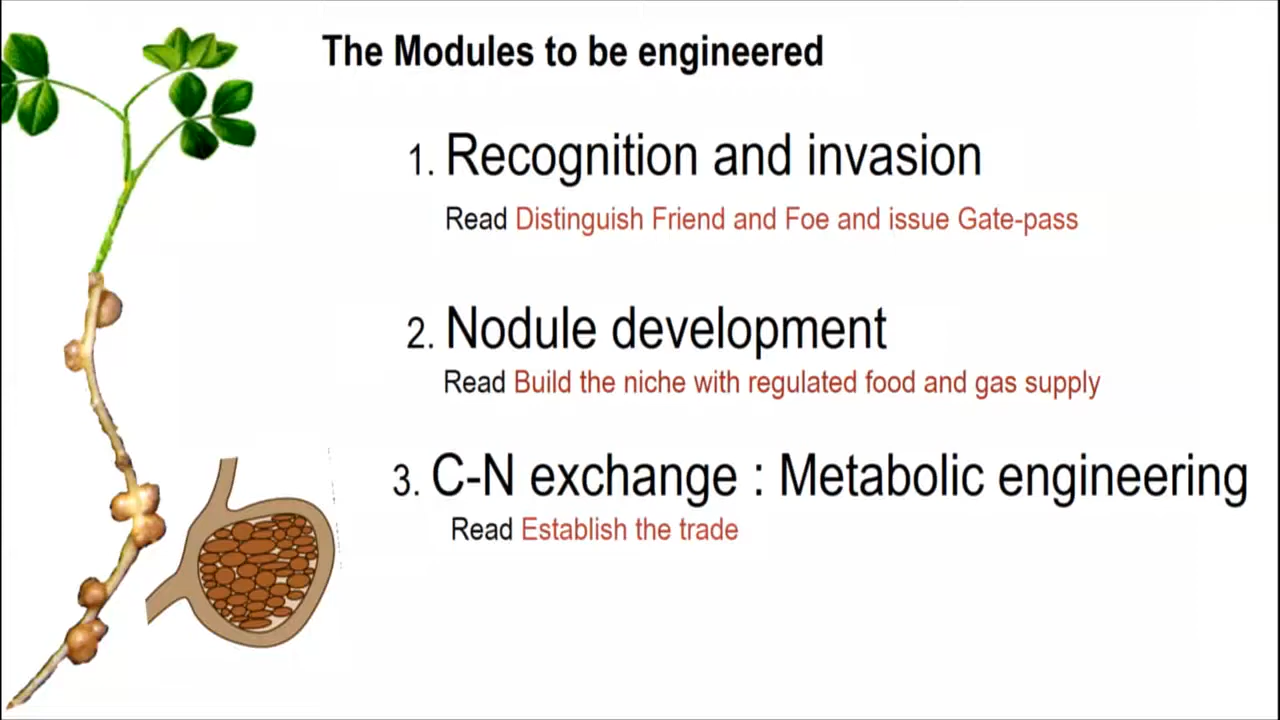 The Modules to be engineered
1. Recognition and invasion
Read Distinguish Friend and Foe and issue Gate-pass
2. Nodule development
Read Build the niche with regulated food and gas supply
3. C-N exchange : Metabolic engineering
Read Establish the trade